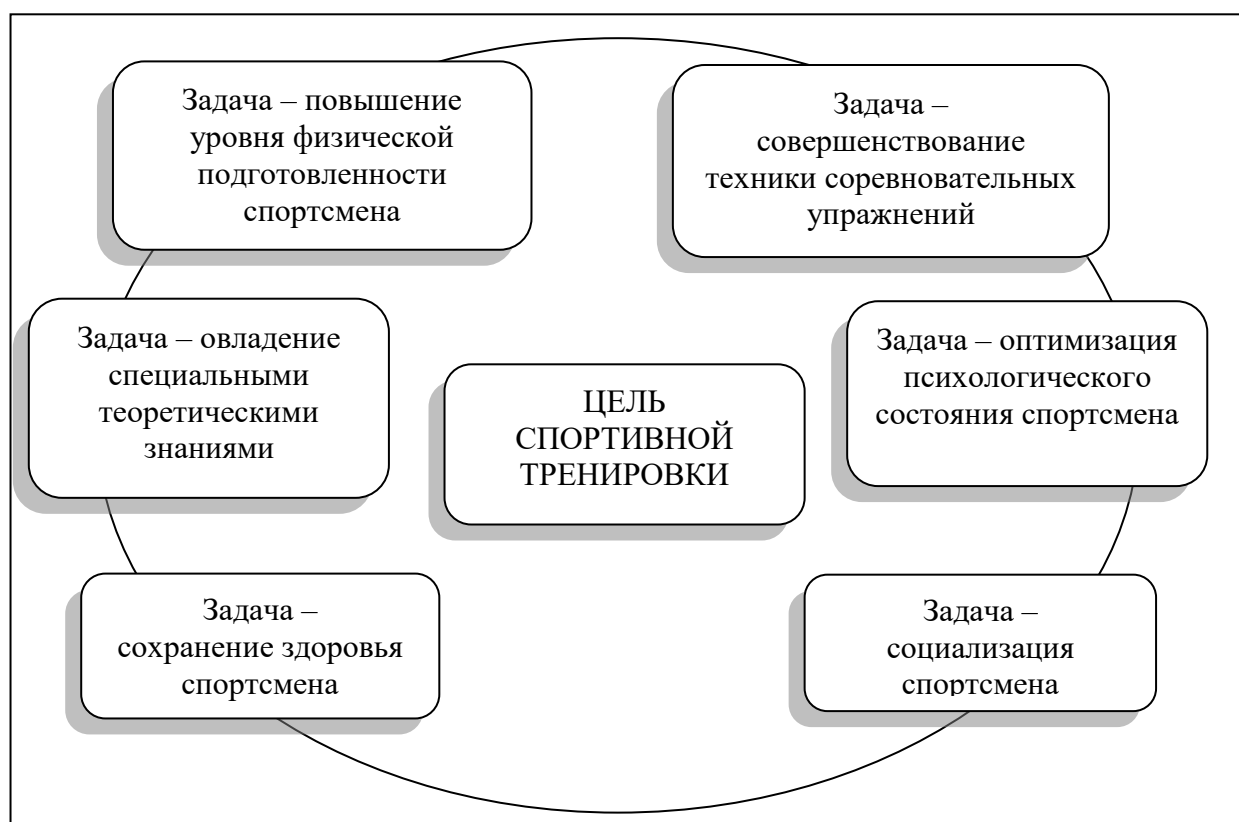 Задача – повышение
уровня физической
подготовленности
спортсмена
Задача –
совершенствование
техники соревновательных
упражнений
Задача – овладение
специальными
теоретическими
знаниями
ЦЕЛЬ
СПОРТИВНОЙ
ТРЕНИРОВКИ
Задача – оптимизация
психологического
состояния спортсмена
Задача –
сохранение здоровья
спортсмена
Задача –
социализация
спортсмена